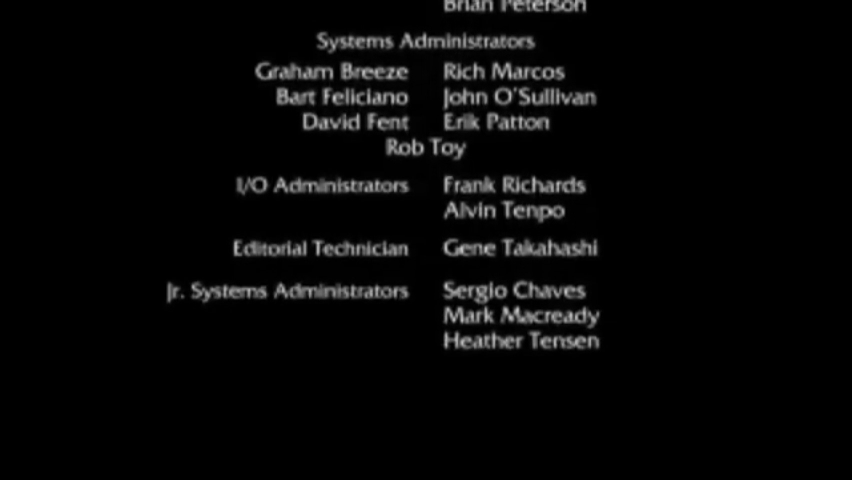 Brian Peterson
Systems Administrators
Graham Breeze Rich Marcos
Bart Feliciano John O'Sullivan
David Fent Erik Patton
Rob Toy
I/O Administrators Frank Richards
Alvin Tenpo
Editorial Technician Gene Takahashi
Jr. Systems Administrators Sergio Chaves
Mark Macready
Heather Tensen